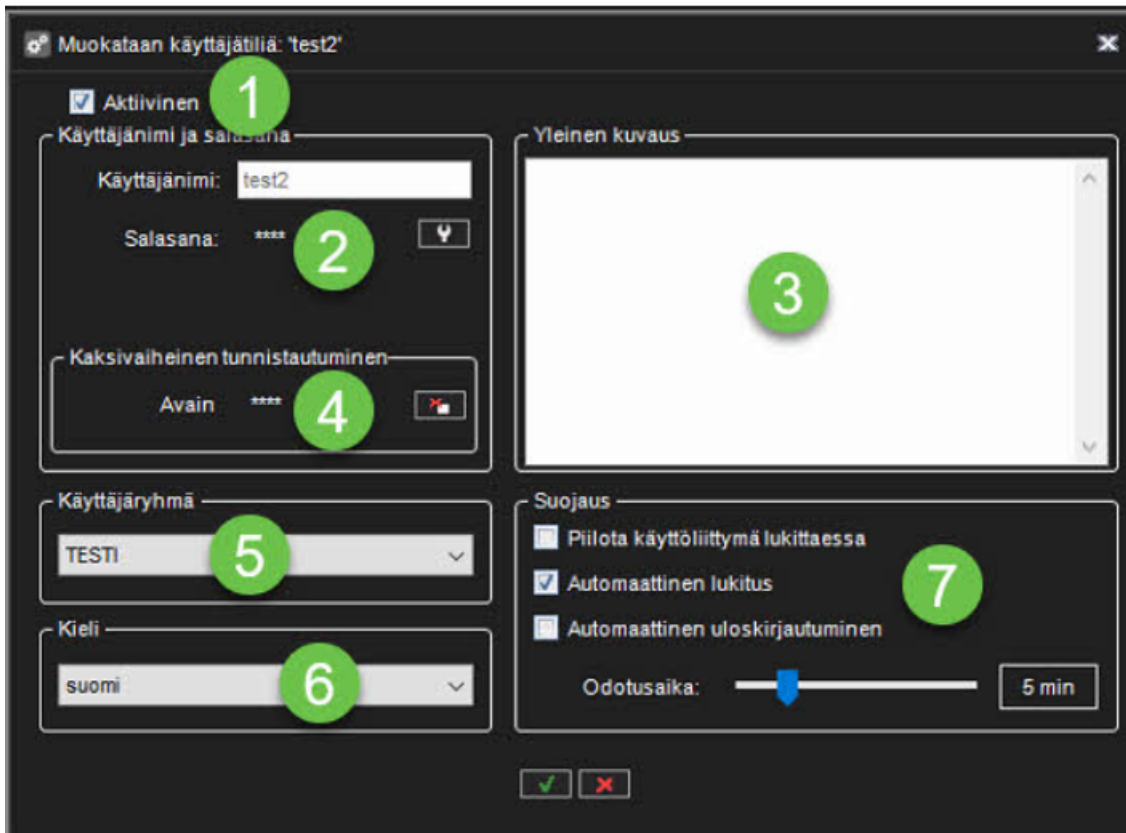 Muokataan käyttäjätiliä: 'test2'
Aktiivinen 1
Käyttäjänimi ja salasana
Käyttäjänimi: test2
Salasana: **** 2
Kaksivaiheinen tunnistautuminen
Avain **** 4
Yleinen kuvaus
3
Käyttäjäryhmä
TESTI 5
Kieli
suomi 6
Suojaus
Piilota käyttöliittymä lukittaessa
Automaattinen lukitus 7
Automaattinen uloskirjautuminen
Odotusaika: 5 min